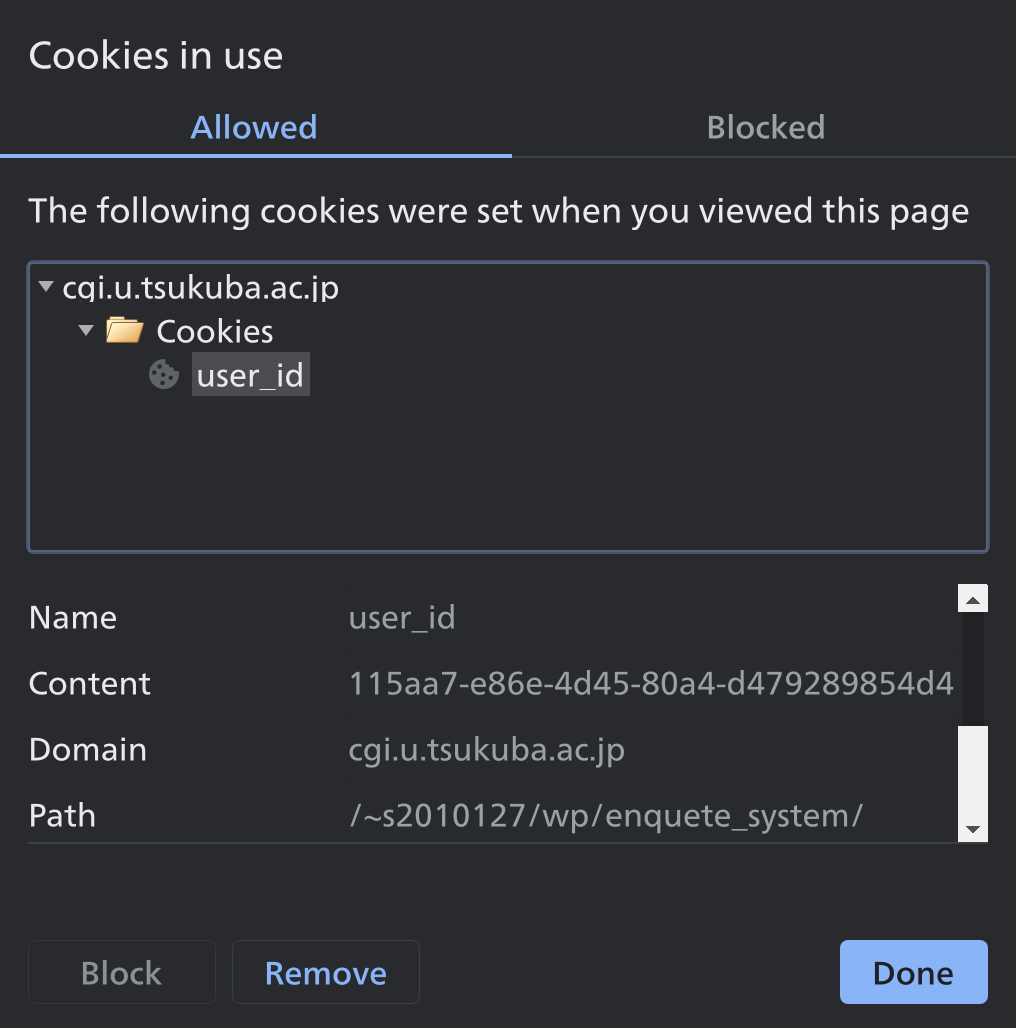 Cookies in use
Allowed Blocked
The following cookies were set when you viewed this page
cgi.u.tsukuba.ac.jp
Cookies
user_id
Name user_id
Content 115aa7-e86e-4d45-80a4-d479289854d4
Domain cgi.u.tsukuba.ac.jp
Path /~s2010127/wp/enquete_system/
Block Remove Done